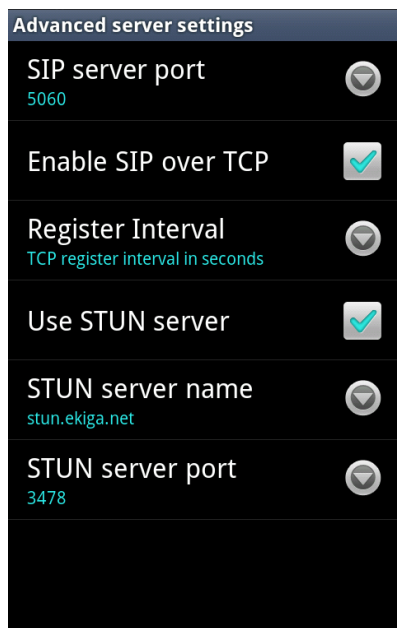 Advanced server settings
SIP server port
5060
Enable SIP over TCP
Register Interval
TCP register interval in seconds
Use STUN server
STUN server name
stun.ekiga.net
STUN server port
3478